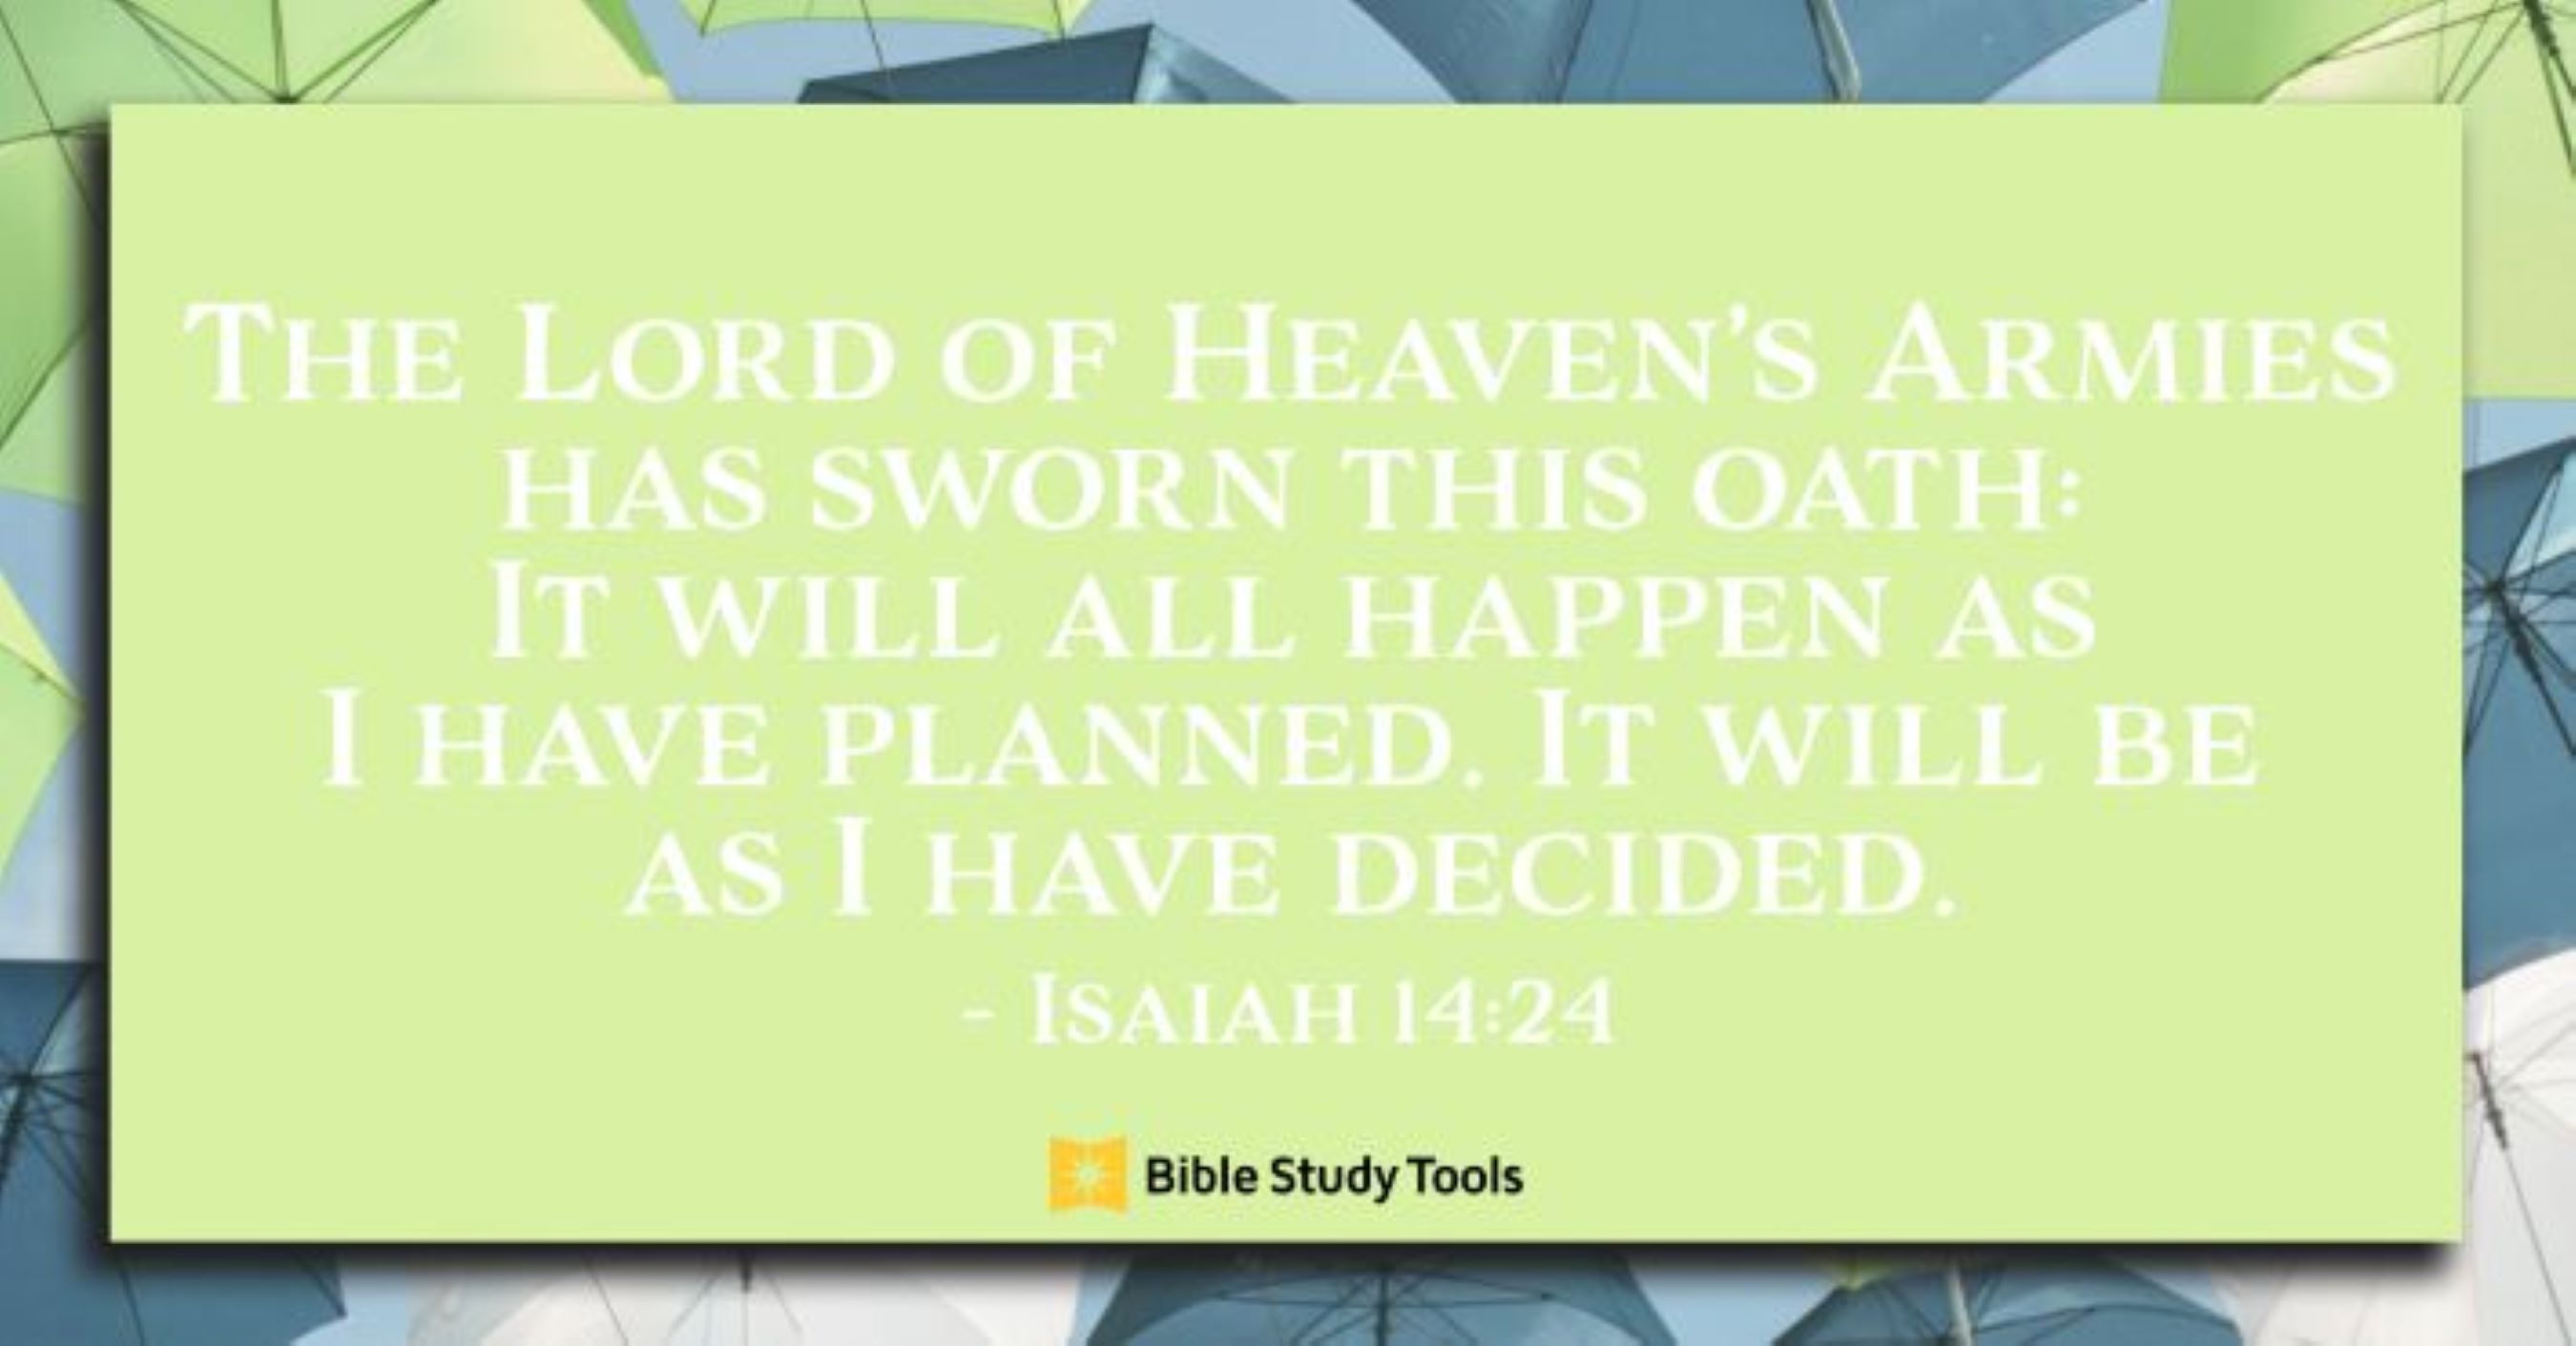 The Lord of Heaven's Armies
has sworn this oath:
It will all happen as
I have planned. It will be
as I have decided.
- Isaiah 14:24
Bible Study Tools